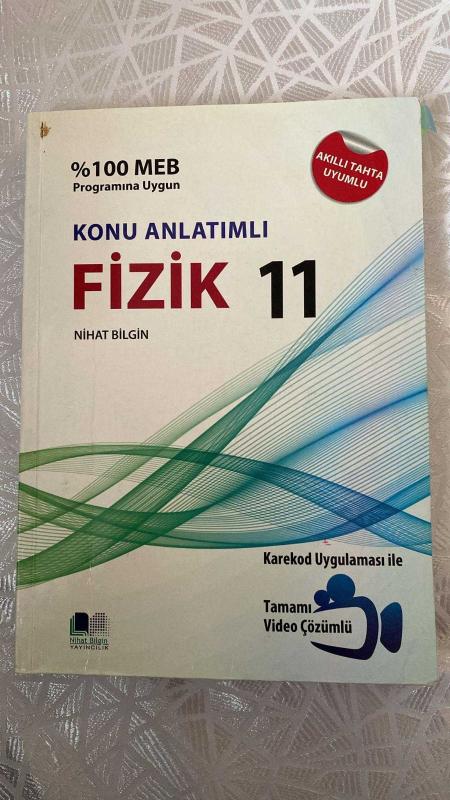 %100 MEB
Programına Uygun
AKILLI TAHTA
UYUMLU
KONU ANLATIMLI
FİZİK 11
NİHAT BİLGİN
Karekod Uygulaması ile
Tamamı
Video Çözümlü
Nihat Bilgin
YAYINCILIK